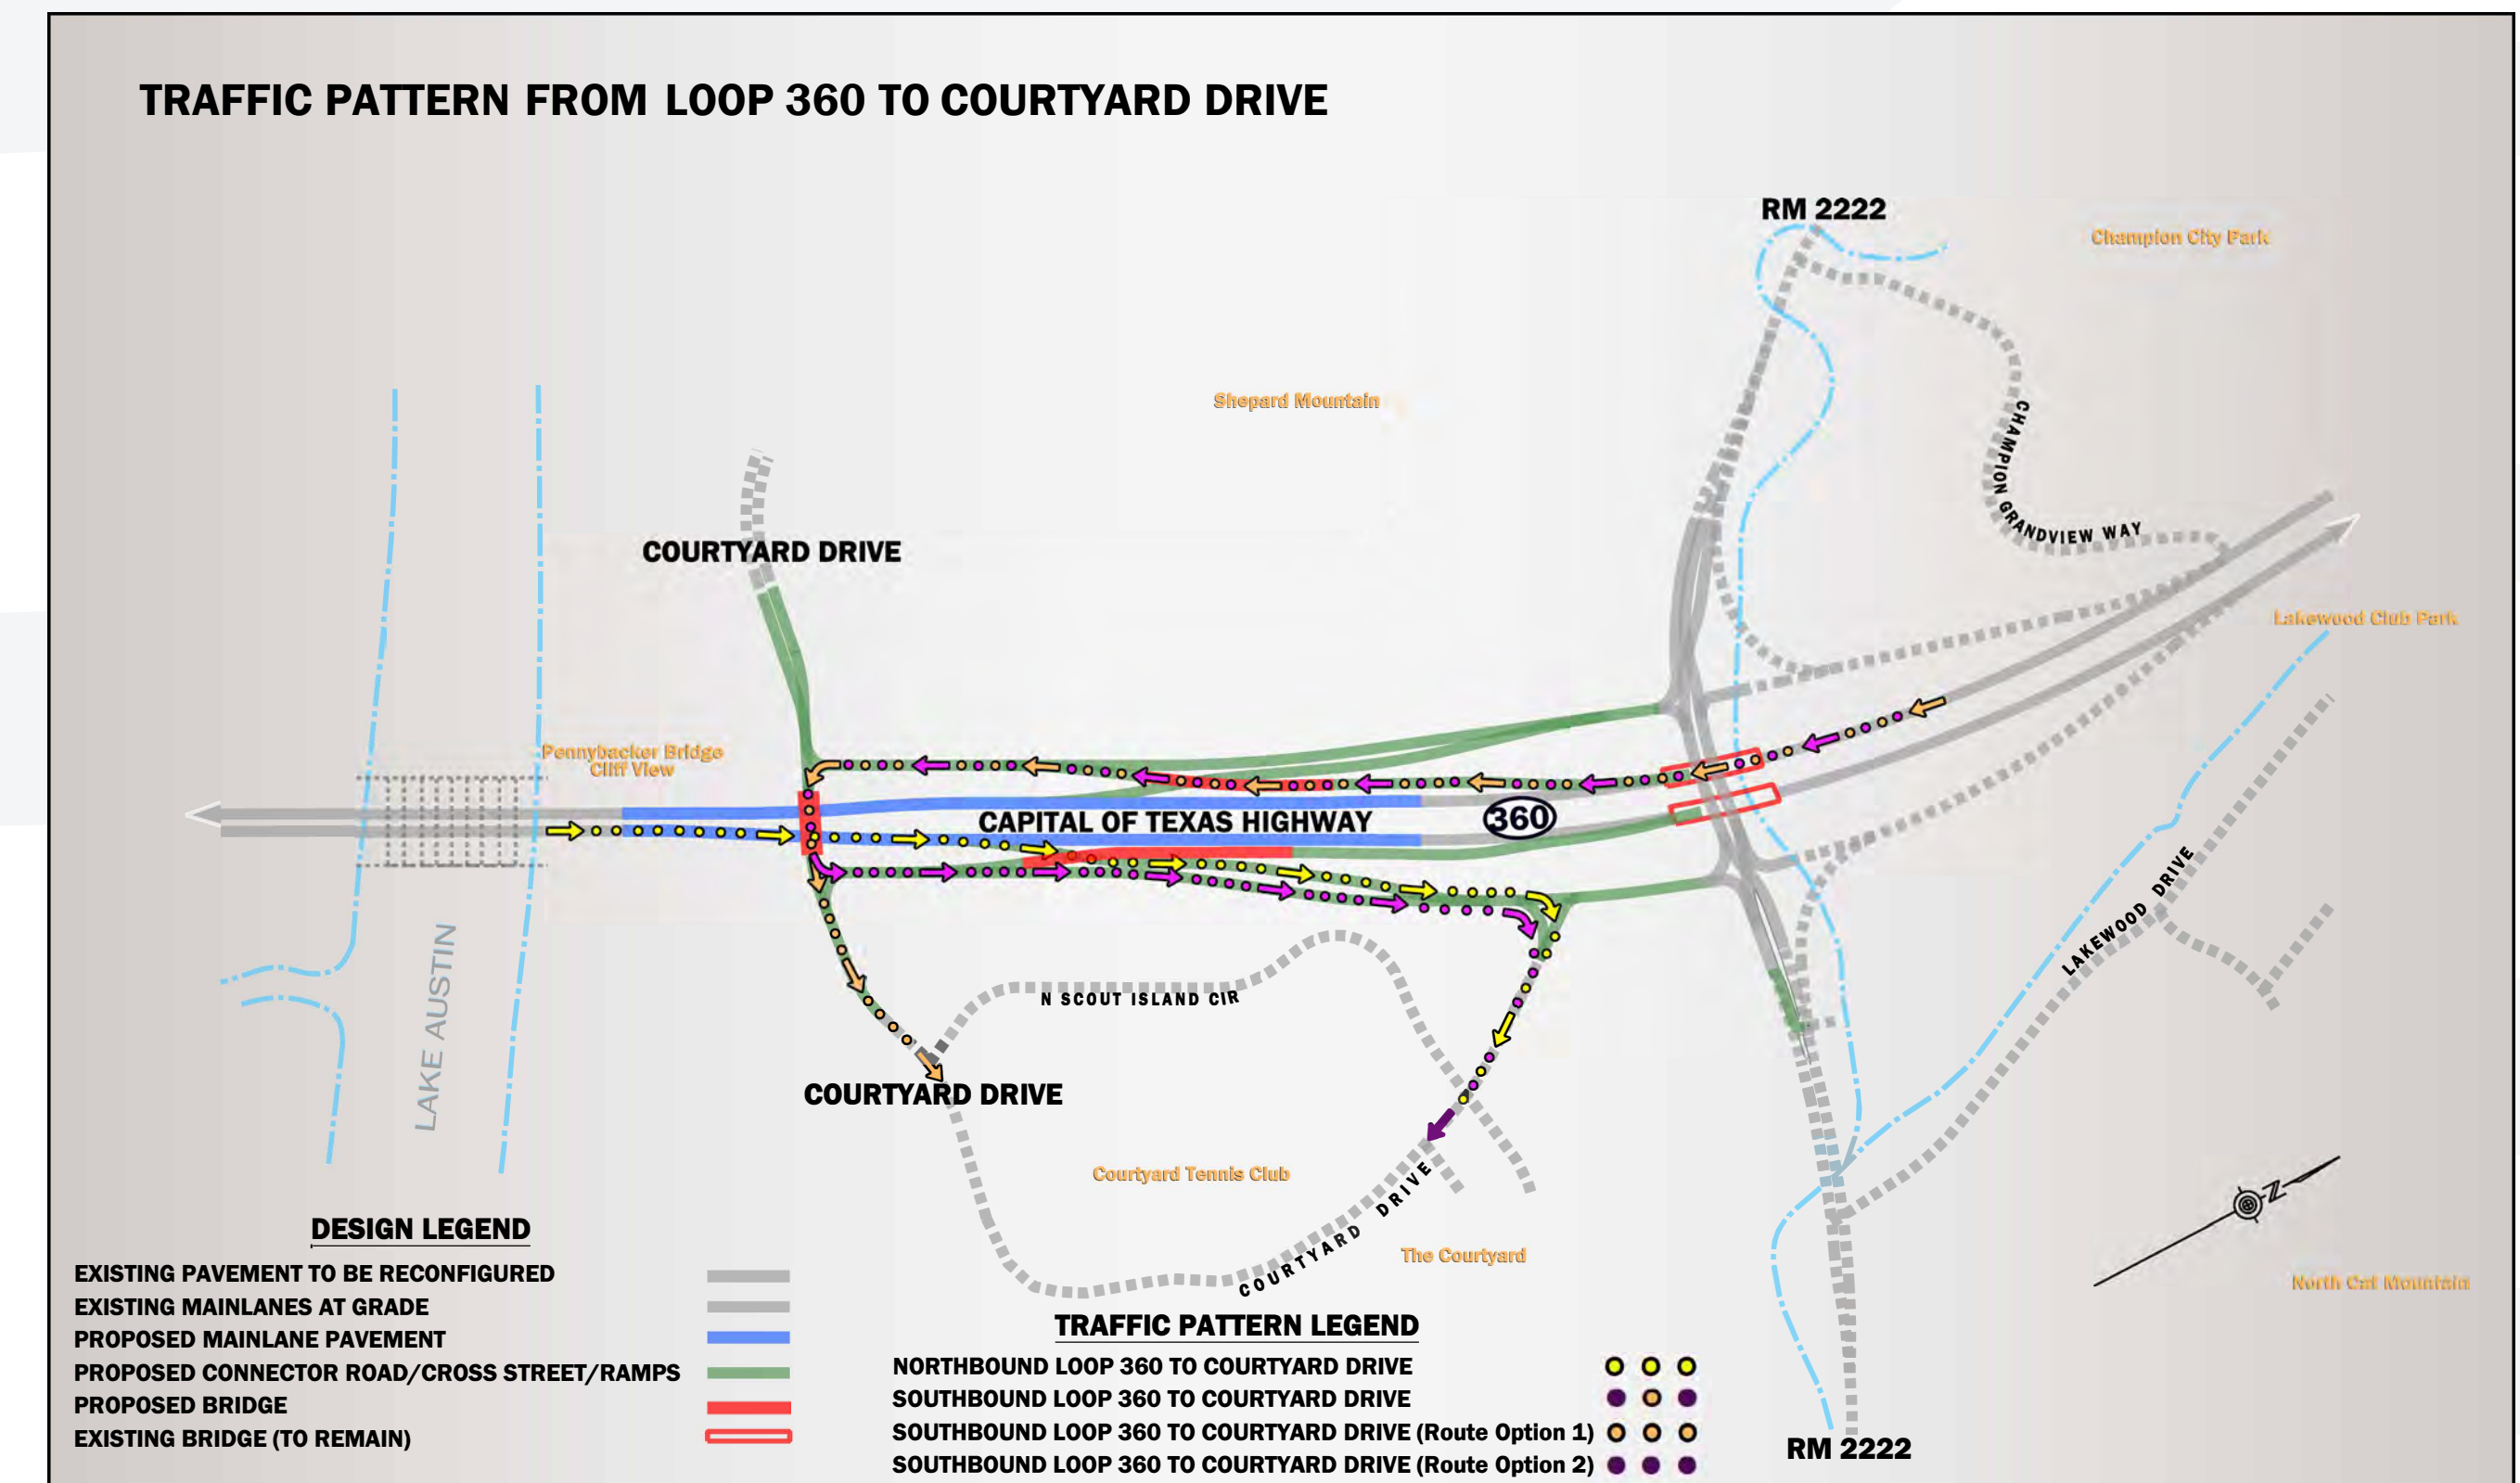 TRAFFIC PATTERN FROM LOOP 360 TO COURTYARD DRIVE
RM 2222
Champion City Park
Shepard Mountain
CHAMPION GRANDVIEW WAY
COURTYARD DRIVE
Lakewood Club Park
Pennybacker Bridge
Cliff View
CAPITAL OF TEXAS HIGHWAY
360
LAKEWOOD DRIVE
LAKE AUSTIN
N SCOUT ISLAND CIR
COURTYARD DRIVE
Courtyard Tennis Club
COURTYARD DRIVE
The Courtyard
N
North Cat Mountain
DESIGN LEGEND
EXISTING PAVEMENT TO BE RECONFIGURED
EXISTING MAINLANES AT GRADE
PROPOSED MAINLANE PAVEMENT
PROPOSED CONNECTOR ROAD/CROSS STREET/RAMPS
PROPOSED BRIDGE
EXISTING BRIDGE (TO REMAIN)
TRAFFIC PATTERN LEGEND
NORTHBOUND LOOP 360 TO COURTYARD DRIVE
SOUTHBOUND LOOP 360 TO COURTYARD DRIVE
SOUTHBOUND LOOP 360 TO COURTYARD DRIVE (Route Option 1)
SOUTHBOUND LOOP 360 TO COURTYARD DRIVE (Route Option 2)
RM 2222